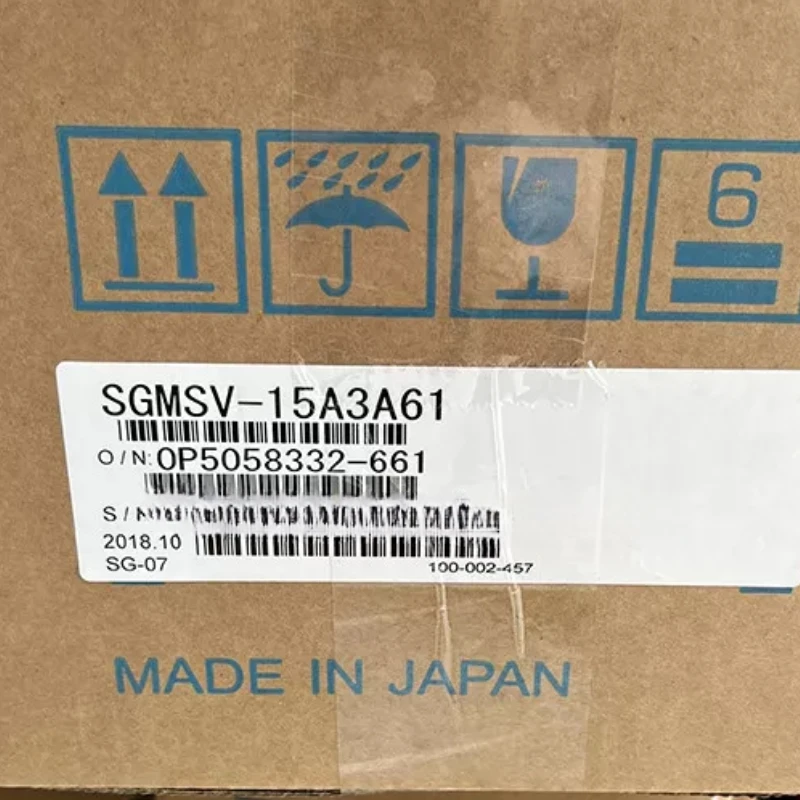 6
SGMSV-15A3A61
O/N:0P5058332-661
S/
2018.10
SG-07
100-002-457
MADE IN JAPAN